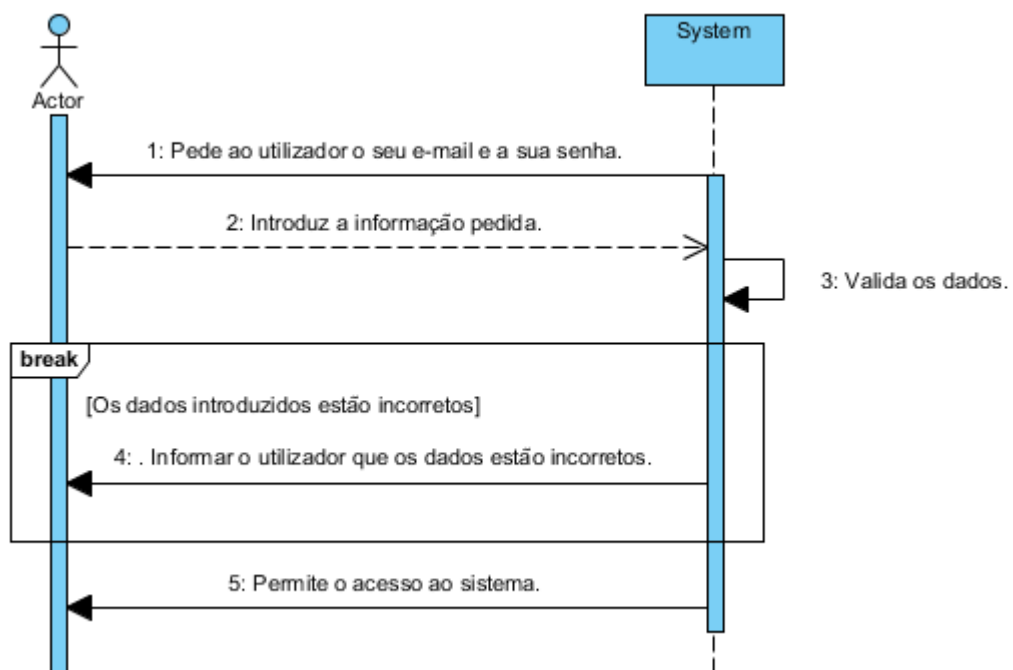 System
Actor
1: Pede ao utilizador o seu e-mail e a sua senha.
2: Introduz a informação pedida.
3: Valida os dados.
break
[Os dados introduzidos estão incorretos]
4: . Informar o utilizador que os dados estão incorretos.
5: Permite o acesso ao sistema.